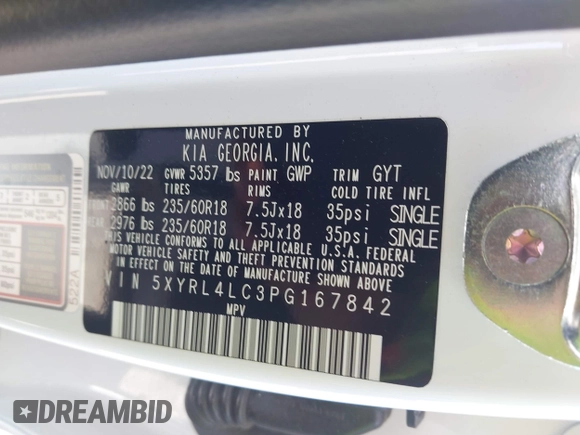 MANUFACTURED BY
KIA GEORGIA, INC.
NOV/10/22 GVWR 5357 lbs PAINT GWP TRIM GYT
GAWR TIRES RIMS COLD TIRE INFL
2866 lbs 235/60R18 7.5Jx18 35psi SINGLE
2976 lbs 235/60R18 7.5Jx18 35psi SINGLE
THIS VEHICLE CONFORMS TO ALL APPLICABLE U.S.A. FEDERAL
MOTOR VEHICLE SAFETY AND THEFT PREVENTION STANDARDS
IN EFFECT ON THE DATE OF MANUFACTURE SHOWN ABOVE
VIN 5XYRL4LC3PG167842
MPV
522A
DREAMBID